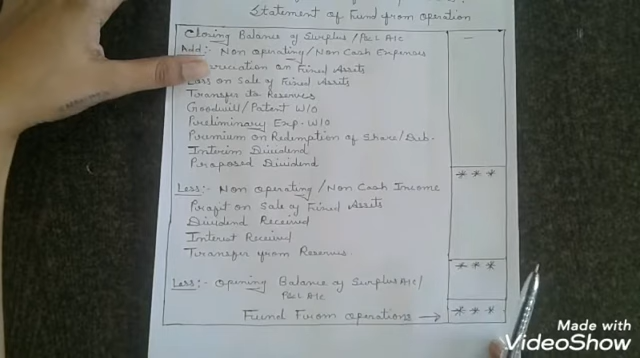 Statement of Fund from operation
Closing Balance of Surplus / P&L A/c
Add:- Non operating / Non Cash Expenses
on Fixed Assets
Loss on Sale of Fixed Assets
Transfer to Reserves
Goodwill / Patent W/O
Preliminary Exp. W/O
Premium on Redemption of Share / Deb.
Interim Dividend
Proposed Dividend
* * *
Less:- Non Operating / Non Cash Income
Profit on Sale of Fixed Assets
Dividend Received
Interest Received
Transfer from Reserves.
* * *
Less:- Opening Balance of Surplus A/c /
P&L A/c
Fund From operations → * * *
Made with
VideoShow